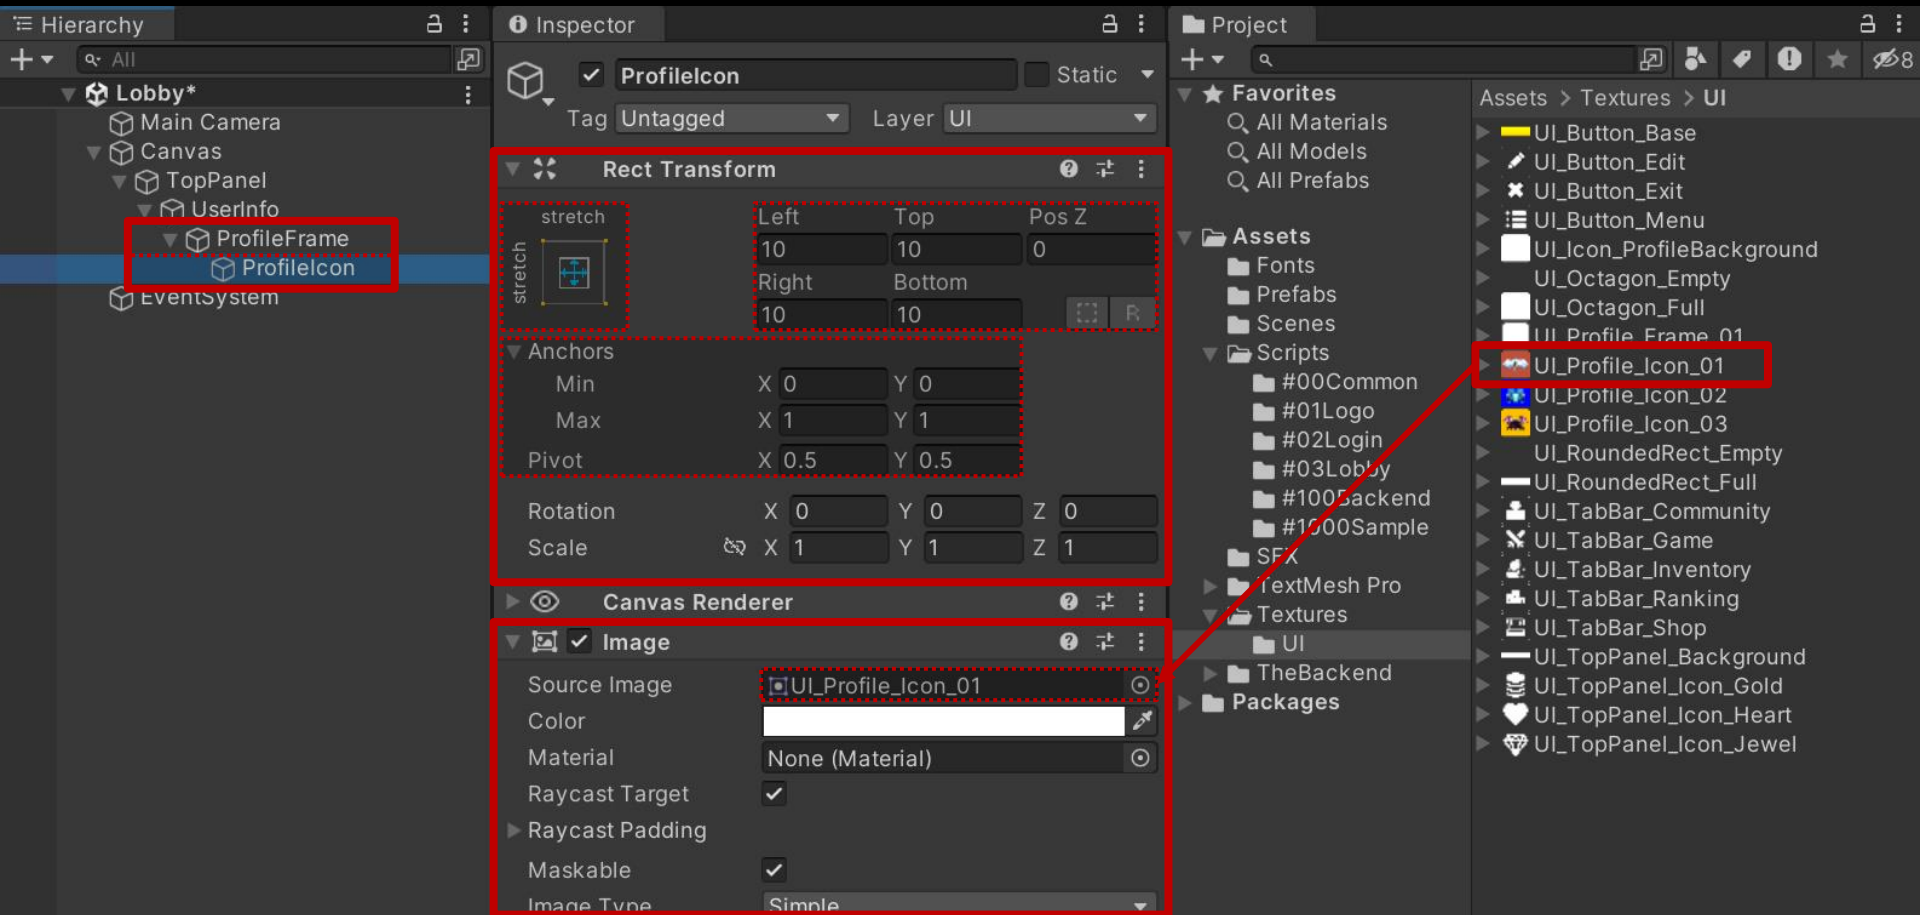 Hierarchy
All
Lobby*
Main Camera
Canvas
TopPanel
UserInfo
ProfileFrame
ProfileIcon
EventSystem
Inspector
ProfileIcon
Static
Tag Untagged
Layer UI
Rect Transform
stretch
stretch
Left Top Pos Z
10 10 0
Right Bottom
10 10 R
Anchors
Min X 0 Y 0
Max X 1 Y 1
Pivot X 0.5 Y 0.5
Rotation X 0 Y 0 Z 0
Scale X 1 Y 1 Z 1
Canvas Renderer
Image
Source Image UI_Profile_Icon_01
Color
Material None (Material)
Raycast Target
Raycast Padding
Maskable
Image Type Simple
Project
8
Favorites
All Materials
All Models
All Prefabs
Assets
Fonts
Prefabs
Scenes
Scripts
#00Common
#01Logo
#02Login
#03Lobby
#100Backend
#1000Sample
SFX
TextMesh Pro
Textures
UI
TheBackend
Packages
Assets > Textures > UI
UI_Button_Base
UI_Button_Edit
UI_Button_Exit
UI_Button_Menu
UI_Icon_ProfileBackground
UI_Octagon_Empty
UI_Octagon_Full
UI_Profile_Frame_01
UI_Profile_Icon_01
UI_Profile_Icon_02
UI_Profile_Icon_03
UI_RoundedRect_Empty
UI_RoundedRect_Full
UI_TabBar_Community
UI_TabBar_Game
UI_TabBar_Inventory
UI_TabBar_Ranking
UI_TabBar_Shop
UI_TopPanel_Background
UI_TopPanel_Icon_Gold
UI_TopPanel_Icon_Heart
UI_TopPanel_Icon_Jewel